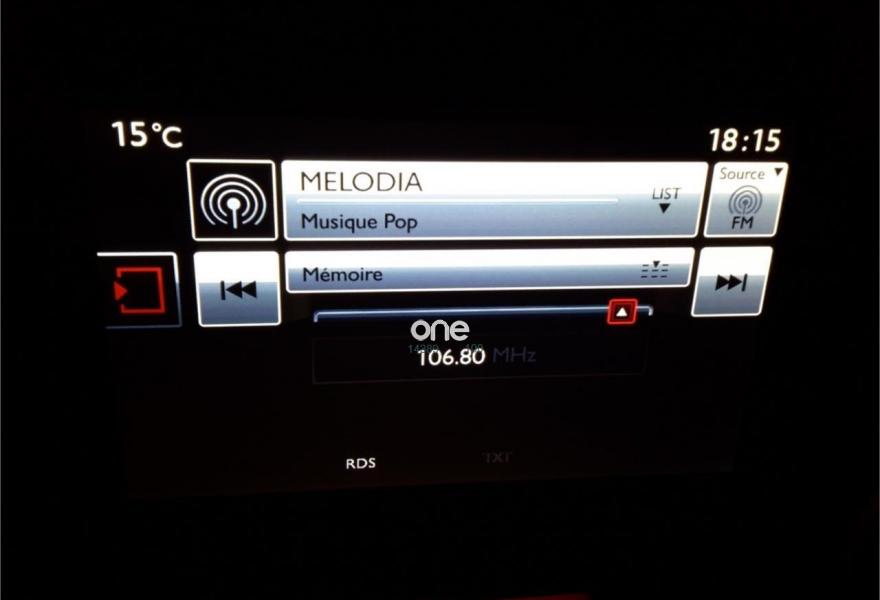 15°C
18:15
MELODIA
LIST
Musique Pop
Source
FM
Mémoire
one
106.80 MHz
RDS
TXT